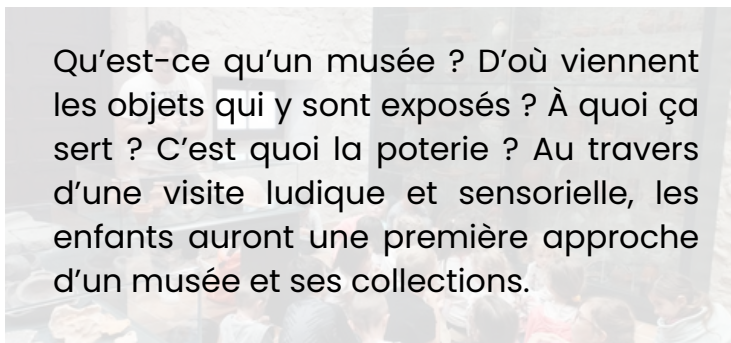 Qu’est-ce qu’un musée ? D’où viennent
les objets qui y sont exposés ? À quoi ça
sert ? C’est quoi la poterie ? Au travers
d’une visite ludique et sensorielle, les
enfants auront une première approche
d’un musée et ses collections.